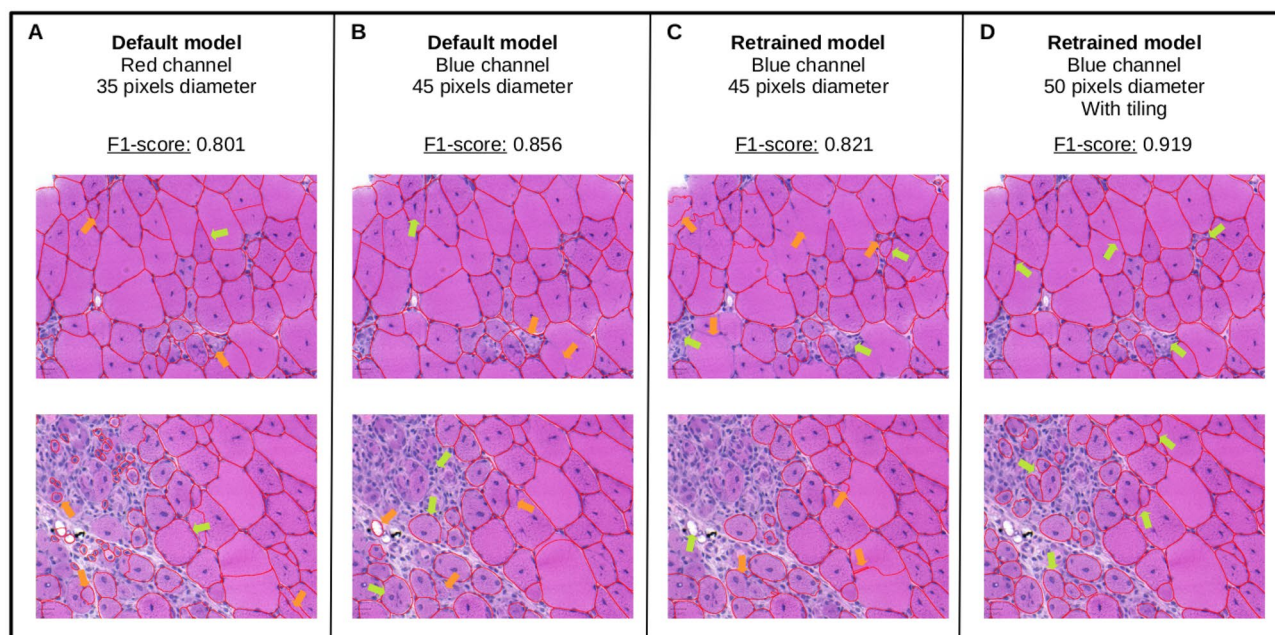 A
Default model
Red channel
35 pixels diameter
F1-score: 0.801
B
Default model
Blue channel
45 pixels diameter
F1-score: 0.856
C
Retrained model
Blue channel
45 pixels diameter
F1-score: 0.821
D
Retrained model
Blue channel
50 pixels diameter
With tiling
F1-score: 0.919